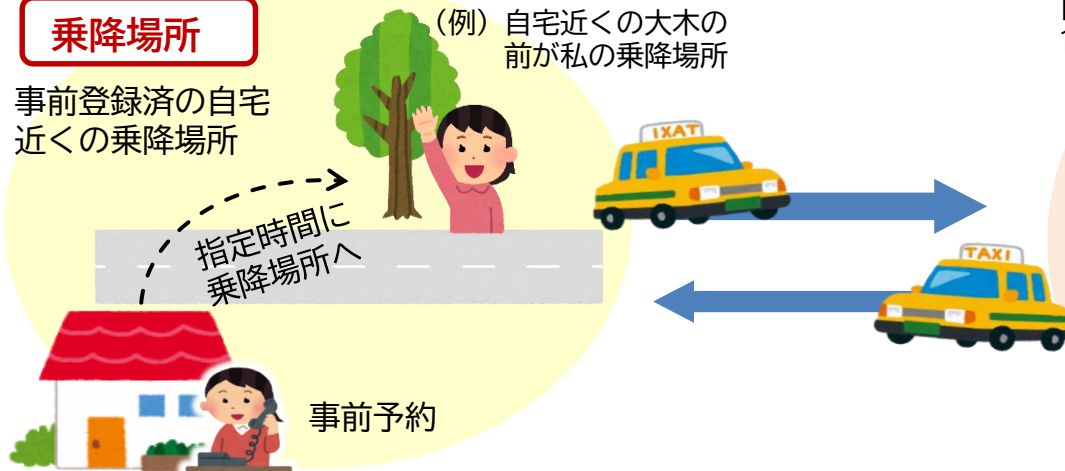 乗降場所
(例)自宅近くの大木の
前が私の乗降場所
事前登録済の自宅
近くの乗降場所
IXAT
指定時間に
乗降場所へ
TAXI
事前予約